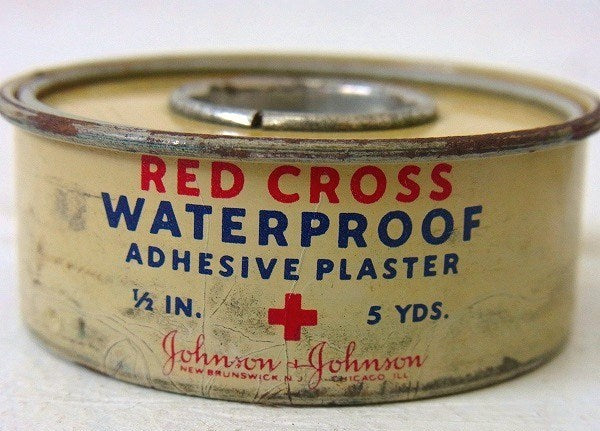 RED CROSS
WATERPROOF
ADHESIVE PLASTER
½ IN. 5 YDS.
Johnson + Johnson
NEW BRUNSWICK N.J. CHICAGO ILL